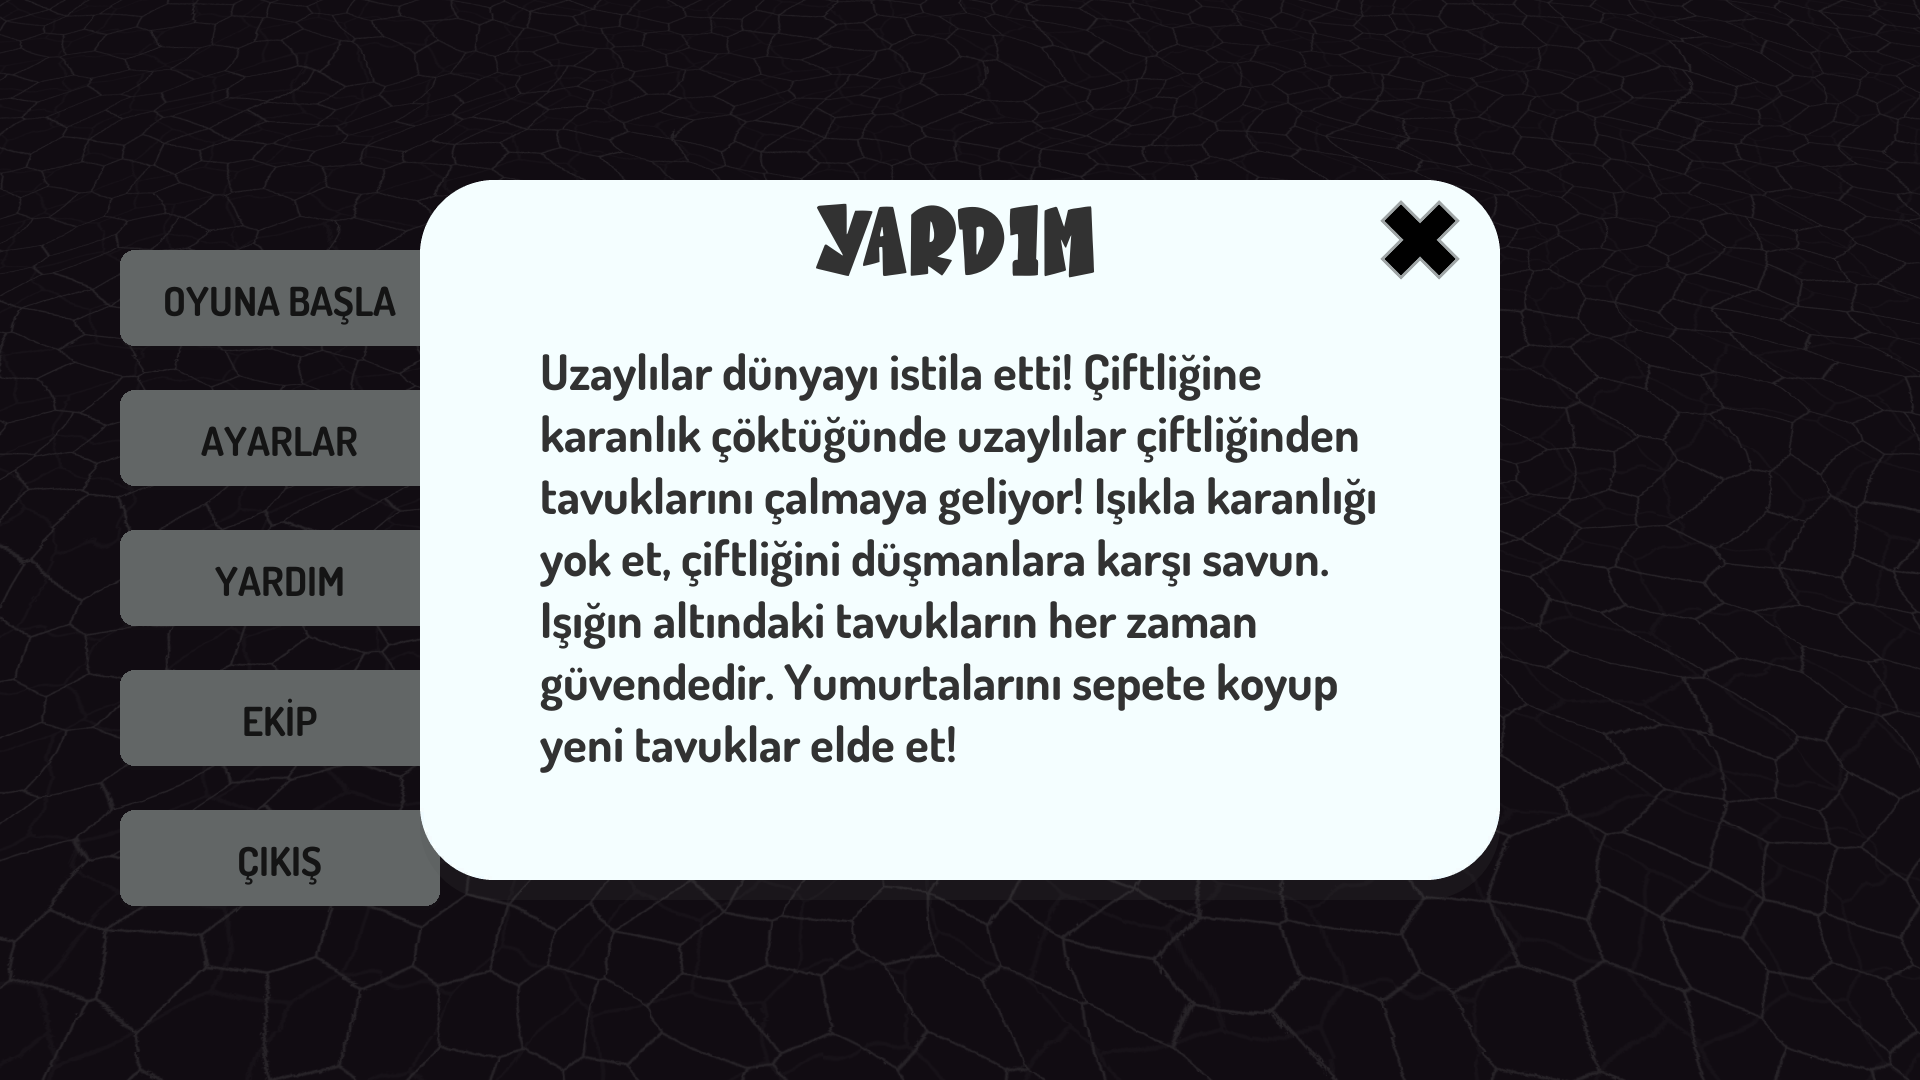 YARDIM
OYUNA BAŞLA
AYARLAR
YARDIM
EKİP
ÇIKIŞ
Uzaylılar dünyayı istila etti! Çiftliğine
karanlık çöktüğünde uzaylılar çiftliğinden
tavuklarını çalmaya geliyor! Işıkla karanlığı
yok et, çiftliğini düşmanlara karşı savun.
Işığın altındaki tavukların her zaman
güvendedir. Yumurtalarını sepete koyup
yeni tavuklar elde et!